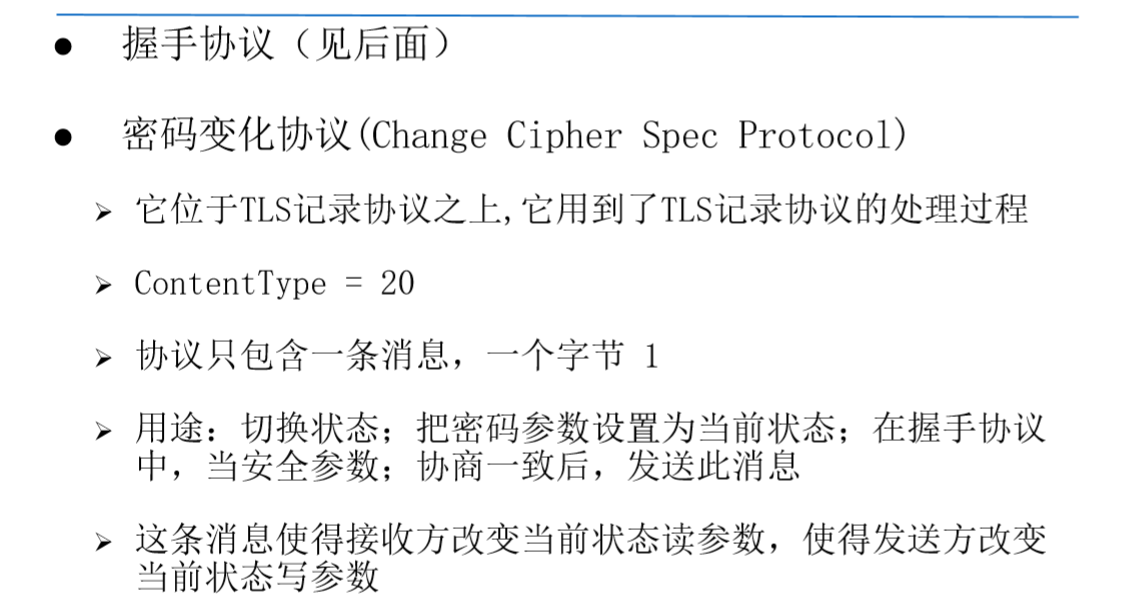 ● 握手协议（见后面）
● 密码变化协议(Change Cipher Spec Protocol)
➢ 它位于TLS记录协议之上,它用到了TLS记录协议的处理过程
➢ ContentType = 20
➢ 协议只包含一条消息，一个字节 1
➢ 用途：切换状态；把密码参数设置为当前状态；在握手协议
中，当安全参数；协商一致后，发送此消息
➢ 这条消息使得接收方改变当前状态读参数，使得发送方改变
当前状态写参数